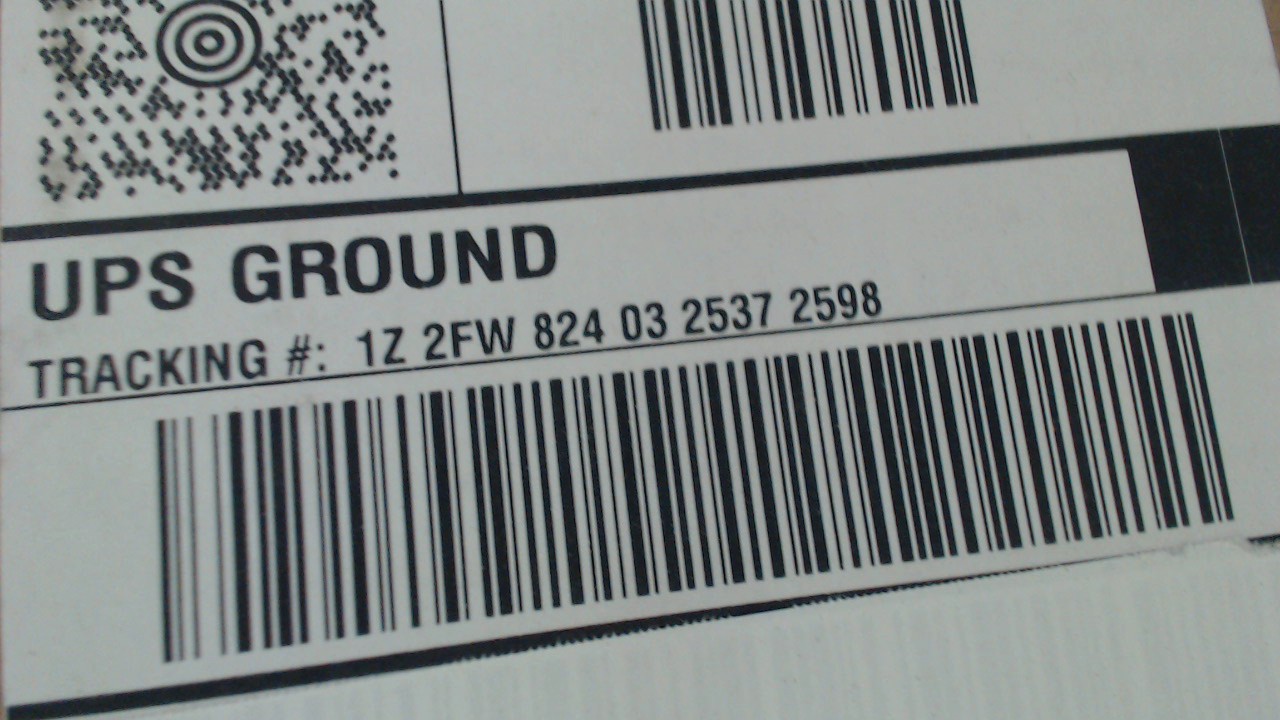 UPS GROUND
TRACKING #: 1Z 2FW 824 03 2537 2598